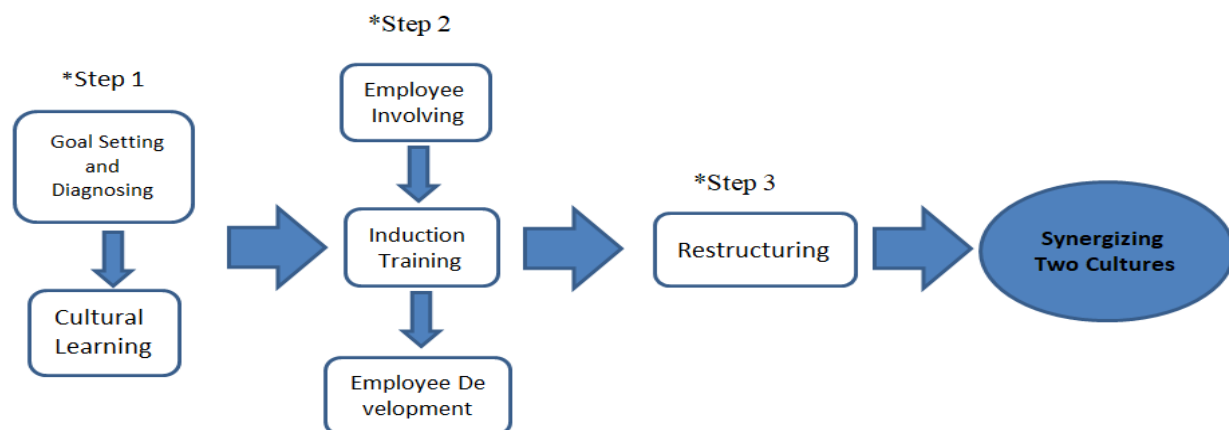 *Step 1
Goal Setting
and
Diagnosing
Cultural
Learning
*Step 2
Employee
Involving
Induction
Training
Employee De
velopment
*Step 3
Restructuring
Synergizing
Two Cultures